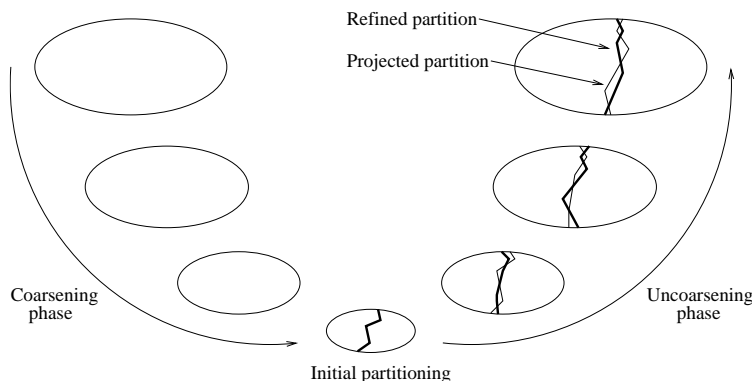 Refined partition
Projected partition
Coarsening
phase
Uncoarsening
phase
Initial partitioning